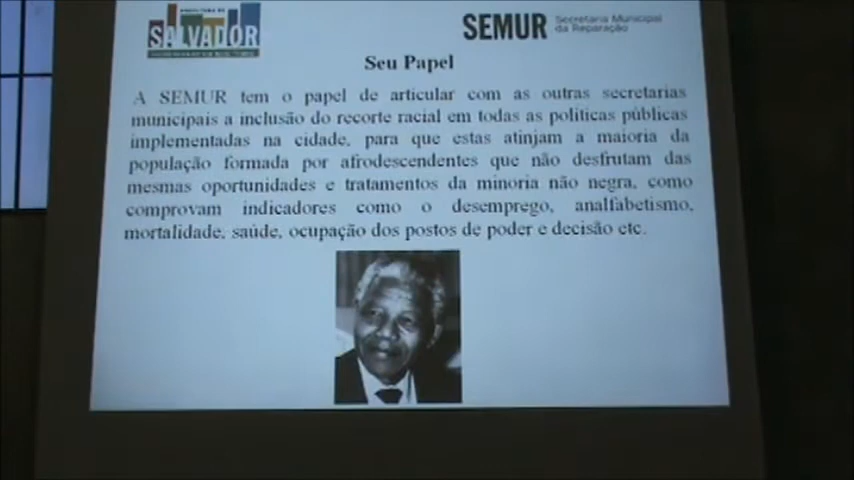 PREFEITURA DE
SALVADOR
SEMUR Secretaria Municipal
da Reparação
Seu Papel
A SEMUR tem o papel de articular com as outras secretarias
municipais a inclusão do recorte racial em todas as políticas públicas
implementadas na cidade, para que estas atinjam a maioria da
população formada por afrodescendentes que não desfrutam das
mesmas oportunidades e tratamentos da minoria não negra, como
comprovam indicadores como o desemprego, analfabetismo,
mortalidade, saúde, ocupação dos postos de poder e decisão etc.